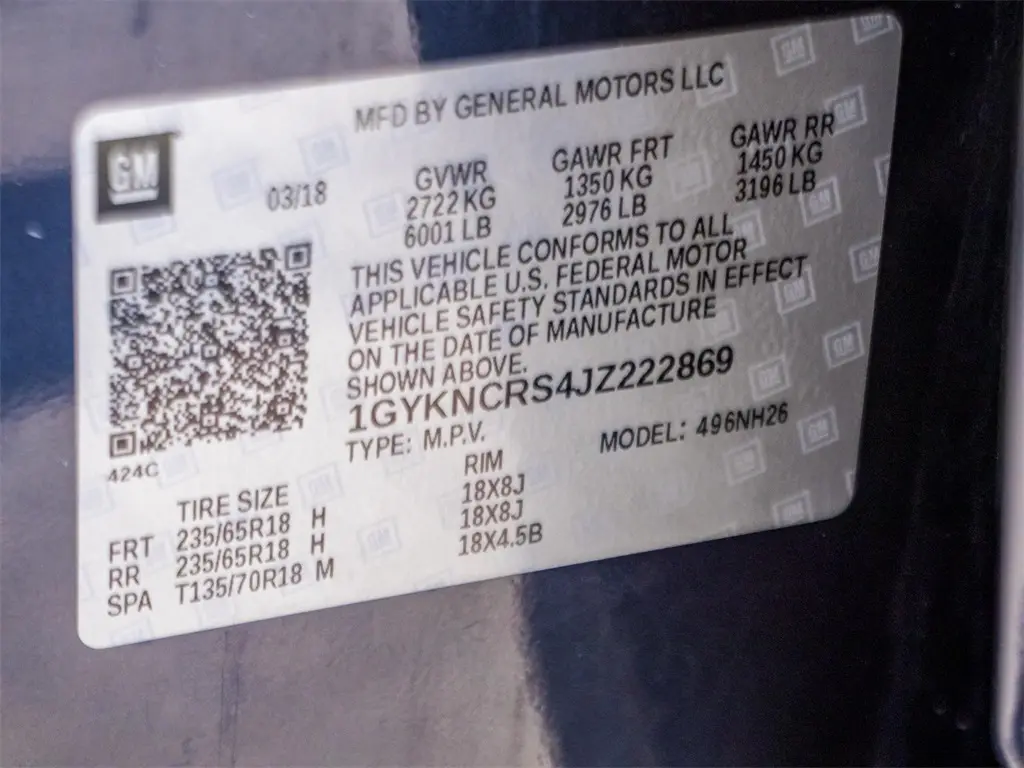 MFD BY GENERAL MOTORS LLC
GM
03/18
GVWR GAWR FRT GAWR RR
2722 KG 1350 KG 1450 KG
6001 LB 2976 LB 3196 LB
THIS VEHICLE CONFORMS TO ALL
APPLICABLE U.S. FEDERAL MOTOR
VEHICLE SAFETY STANDARDS IN EFFECT
ON THE DATE OF MANUFACTURE
SHOWN ABOVE.
1GYKNCRS4JZ222869
TYPE: M.P.V. MODEL: 496NH26
424C
TIRE SIZE RIM
FRT 235/65R18 H 18X8J
RR 235/65R18 H 18X8J
SPA T135/70R18 M 18X4.5B